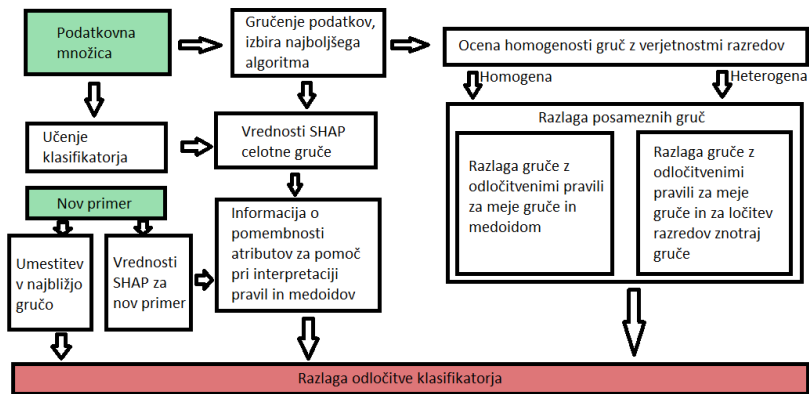 Podatkovna
množica
Gručenje podatkov,
izbira najboljšega
algoritma
Ocena homogenosti gruč z verjetnostmi razredov
Homogena
Heterogena
Učenje
klasifikatorja
Vrednosti SHAP
celotne gruče
Razlaga posameznih gruč
Razlaga gruče z
odločitvenimi pravili
za meje gruče in
medoidom
Razlaga gruče z
odločitvenimi
pravili za meje
gruče in za ločitev
razredov znotraj
gruče
Nov primer
Umestitev
v najbližjo
gručo
Vrednosti
SHAP za
nov primer
Informacija o
pomembnosti
atributov za pomoč
pri interpretaciji
pravil in medoidov
Razlaga odločitve klasifikatorja